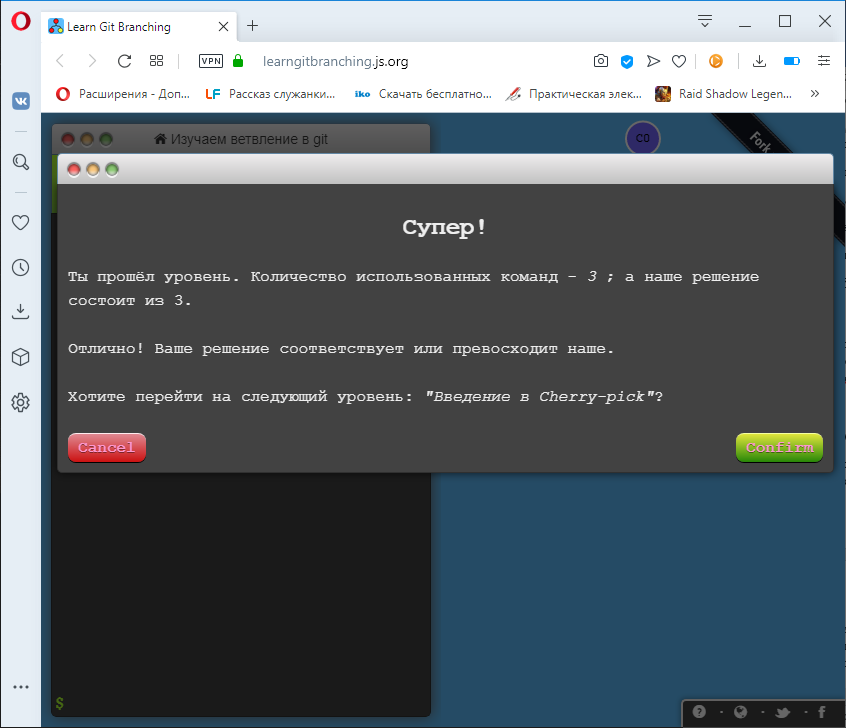 Learn Git Branching
VPN
learngitbranching.js.org
Расширения - Доп...
LF
Рассказ служанки...
iko
Скачать бесплатно...
Практическая элек...
Raid Shadow Legen...
Изучаем ветвление в git
C0
Fork
Супер!
Ты прошёл уровень. Количество использованных команд - 3 ; а наше решение
состоит из 3.
Отлично! Ваше решение соответствует или превосходит наше.
Хотите перейти на следующий уровень: "Введение в Cherry-pick"?
Cancel
Confirm
$